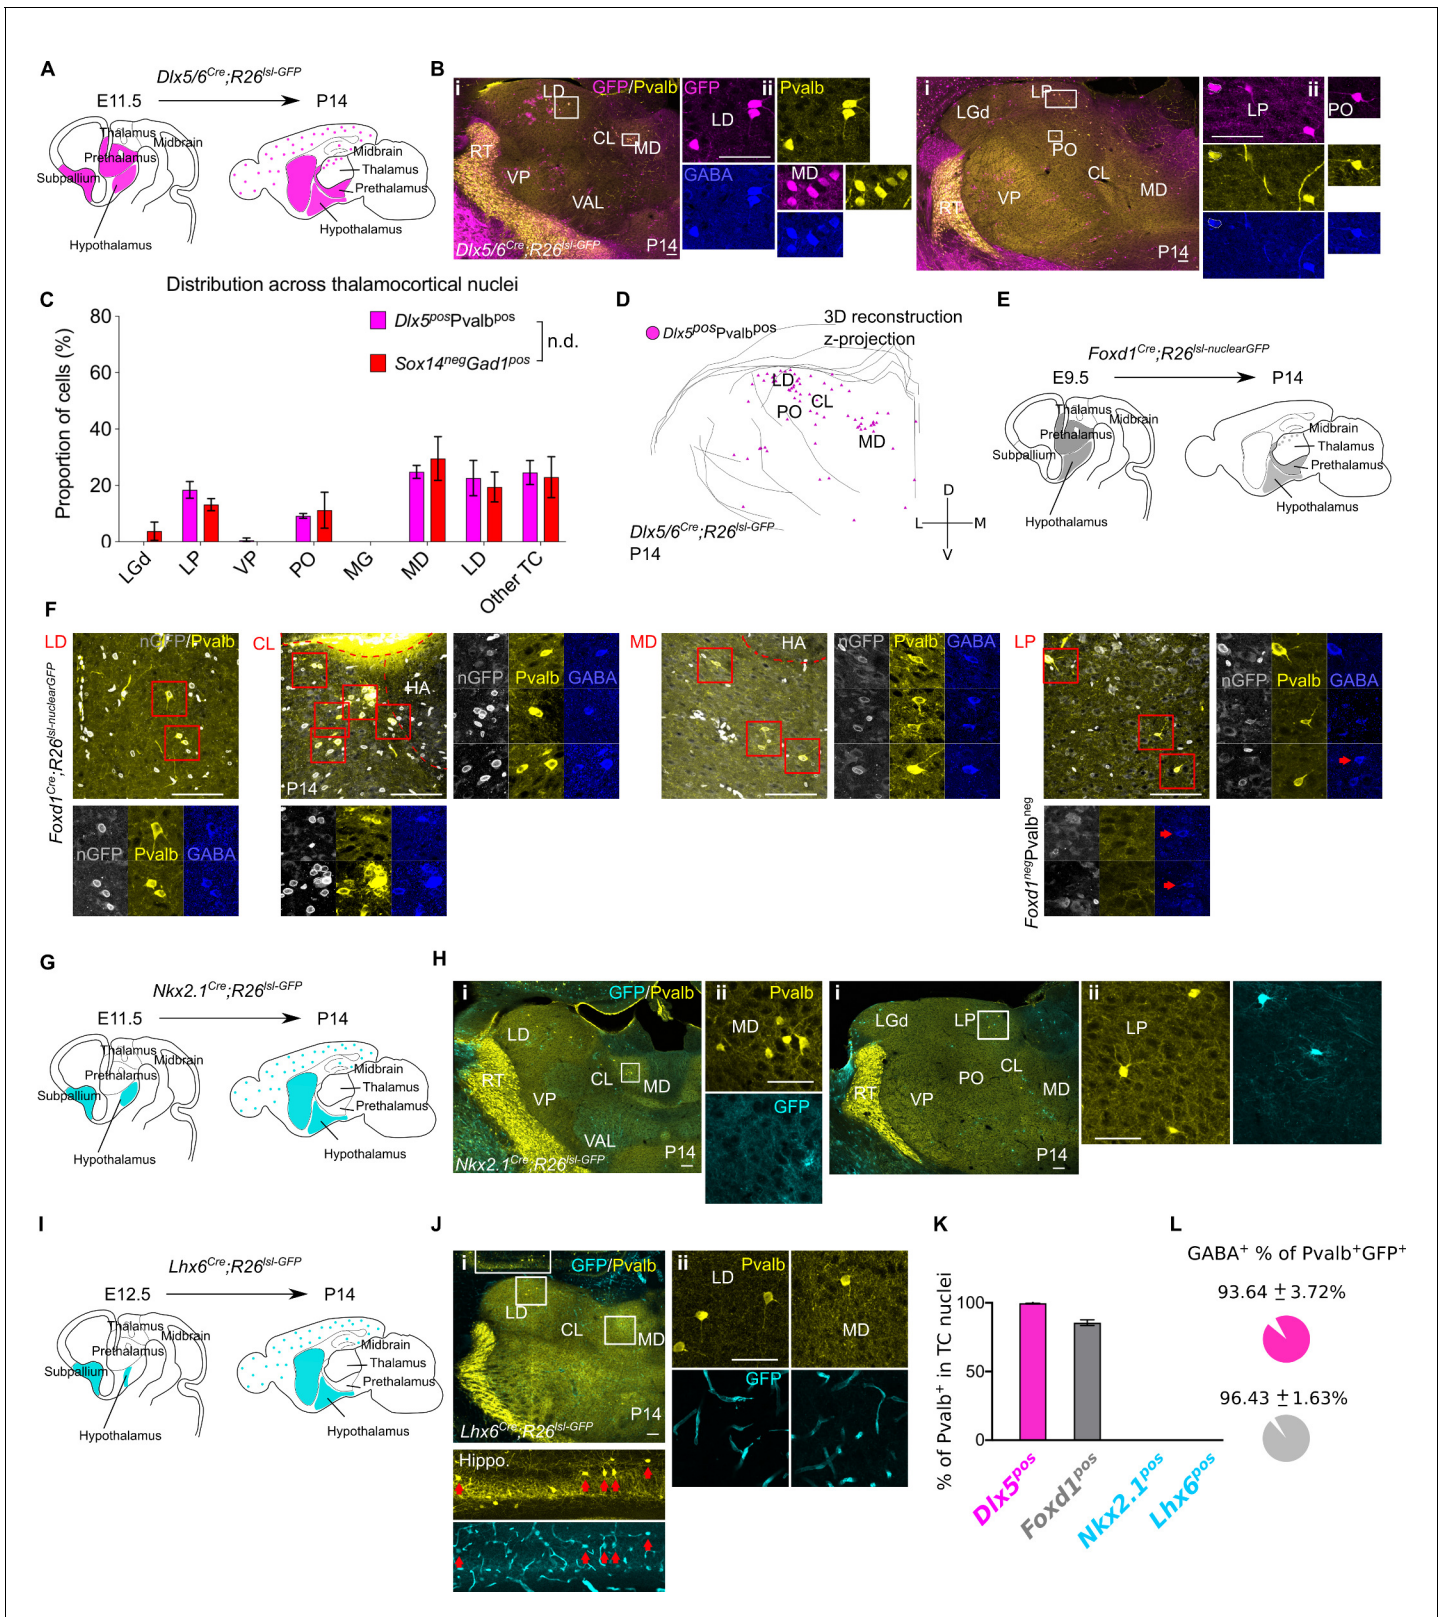 A
Dlx5/6Cre;R26lsl-GFP
E11.5
P14
Thalamus
Midbrain
Prethalamus
Subpallium
Hypothalamus
Midbrain
Thalamus
Prethalamus
Hypothalamus
B
i
LD
GFP/Pvalb
RT
CL
MD
VP
VAL
Dlx5/6Cre;R26lsl-GFP
P14
GFP
ii
LD
Pvalb
GABA
MD
i
LGd
LP
PO
CL
RT
VP
MD
P14
LP
ii
PO
C
Distribution across thalamocortical nuclei
Proportion of cells (%)
80
60
40
20
0
Dlx5posPvalbpos
Sox14negGad1pos
n.d.
LGd
LP
VP
PO
MG
MD
LD
Other TC
D
Dlx5posPvalbpos
3D reconstruction
z-projection
LD
CL
PO
MD
Dlx5/6Cre;R26lsl-GFP
P14
D
L
M
V
E
Foxd1Cre;R26lsl-nuclearGFP
E9.5
P14
Thalamus
Midbrain
Prethalamus
Subpallium
Hypothalamus
Midbrain
Thalamus
Prethalamus
Hypothalamus
F
Foxd1Cre;R26lsl-nuclearGFP
LD
nGFP/Pvalb
nGFP
Pvalb
GABA
CL
HA
P14
nGFP
Pvalb
GABA
MD
HA
nGFP
Pvalb
GABA
LP
nGFP
Pvalb
GABA
Foxd1negPvalbneg
G
Nkx2.1Cre;R26lsl-GFP
E11.5
P14
Thalamus
Midbrain
Prethalamus
Subpallium
Hypothalamus
Midbrain
Thalamus
Prethalamus
Hypothalamus
H
i
GFP/Pvalb
LD
RT
CL
MD
VP
VAL
Nkx2.1Cre;R26lsl-GFP
P14
ii
Pvalb
MD
GFP
i
LGd
LP
CL
PO
RT
VP
MD
P14
ii
LP
I
Lhx6Cre;R26lsl-GFP
E12.5
P14
Thalamus
Midbrain
Prethalamus
Subpallium
Hypothalamus
Midbrain
Thalamus
Prethalamus
Hypothalamus
J
i
GFP/Pvalb
LD
CL
MD
P14
Lhx6Cre;R26lsl-GFP
Hippo.
ii
LD
Pvalb
MD
GFP
K
% of Pvalb+ in TC nuclei
100
50
0
Dlx5pos
Foxd1pos
Nkx2.1pos
Lhx6pos
L
GABA+ % of Pvalb+GFP+
93.64 ± 3.72%
96.43 ± 1.63%